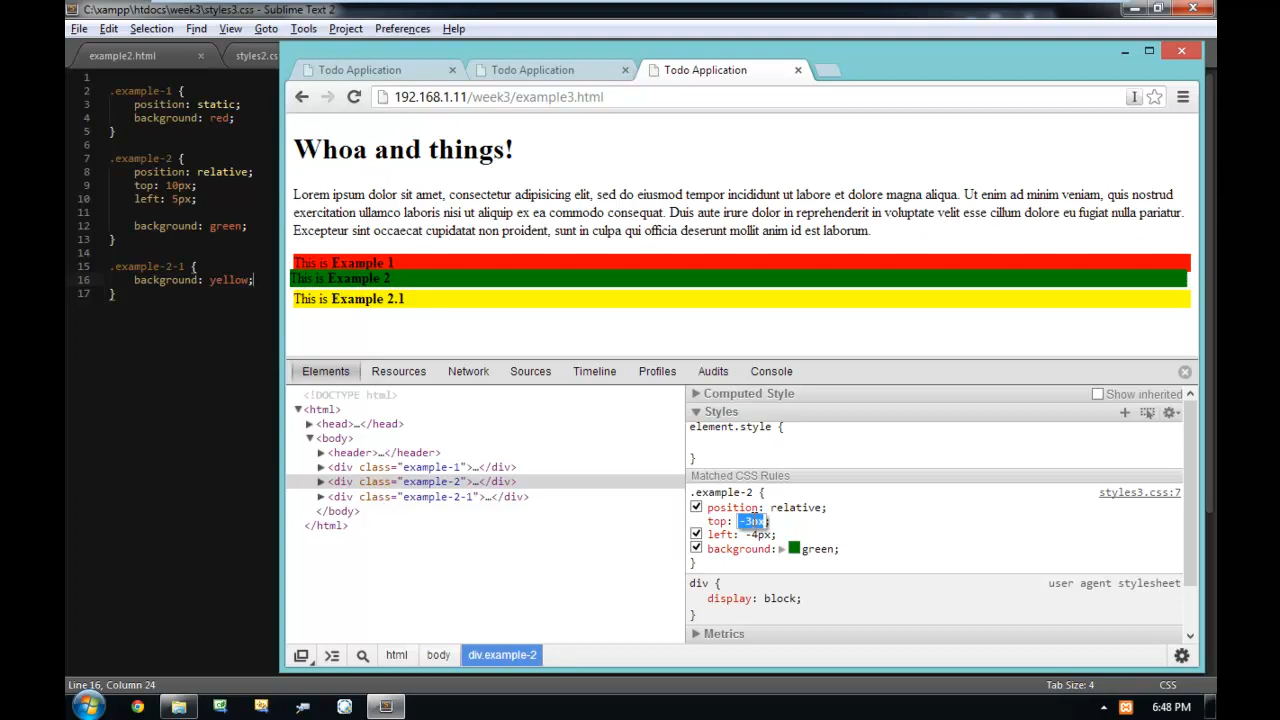 C:\xampp\htdocs\week3\styles3.css - Sublime Text 2
File Edit Selection Find View Goto Tools Project Preferences Help
example2.html × styles2.cs
Todo Application × Todo Application × Todo Application ×
192.168.1.11/week3/example3.html
1
2 .example-1 {
3 position: static;
4 background: red;
5 }
6
7 .example-2 {
8 position: relative;
9 top: 10px;
10 left: 5px;
11
12 background: green;
13 }
14
15 .example-2-1 {
16 background: yellow;
17 }
Whoa and things!
Lorem ipsum dolor sit amet, consectetur adipisicing elit, sed do eiusmod tempor incididunt ut labore et dolore magna aliqua. Ut enim ad minim veniam, quis nostrud
exercitation ullamco laboris nisi ut aliquip ex ea commodo consequat. Duis aute irure dolor in reprehenderit in voluptate velit esse cillum dolore eu fugiat nulla pariatur.
Excepteur sint occaecat cupidatat non proident, sunt in culpa qui officia deserunt mollit anim id est laborum.
This is Example 1
This is Example 2
This is Example 2.1
Elements Resources Network Sources Timeline Profiles Audits Console
<!DOCTYPE html>
<html>
<head>…</head>
<body>
<header>…</header>
<div class="example-1">…</div>
<div class="example-2">…</div>
<div class="example-2-1">…</div>
</body>
</html>
Computed Style Show inherited
Styles
element.style {
}
Matched CSS Rules
.example-2 { styles3.css:7
position: relative;
top: -3px;
left: -4px;
background: green;
}
div { user agent stylesheet
display: block;
}
Metrics
html body div.example-2
Line 16, Column 24 Tab Size: 4 CSS
6:48 PM